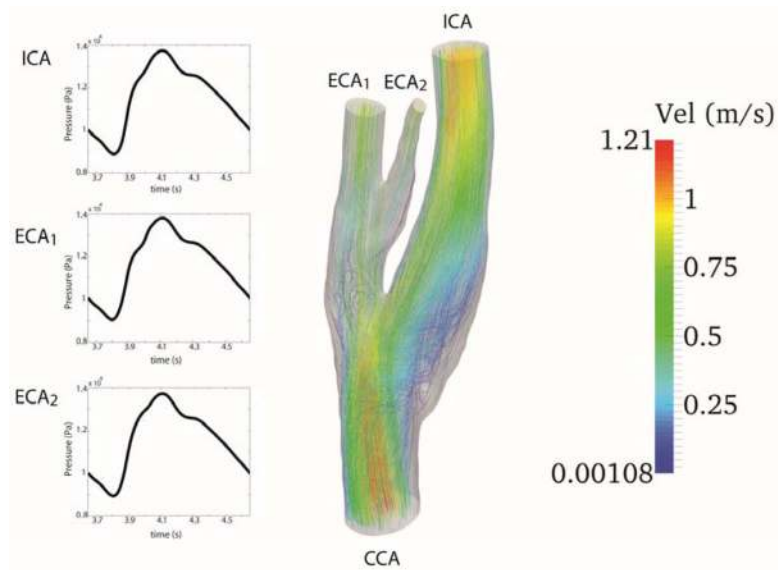 ICA
x 10⁴
1.4
1.2
1
0.8
Pressure (Pa)
3.7 3.9 4.1 4.3 4.5
time (s)
ECA₁
x 10⁴
1.4
1.2
1
0.8
Pressure (Pa)
3.7 3.9 4.1 4.3 4.5
time (s)
ECA₂
x 10⁴
1.4
1.2
1
0.8
Pressure (Pa)
3.7 3.9 4.1 4.3 4.5
time (s)
ICA
ECA₁ ECA₂
CCA
Vel (m/s)
1.21
1
0.75
0.5
0.25
0.00108